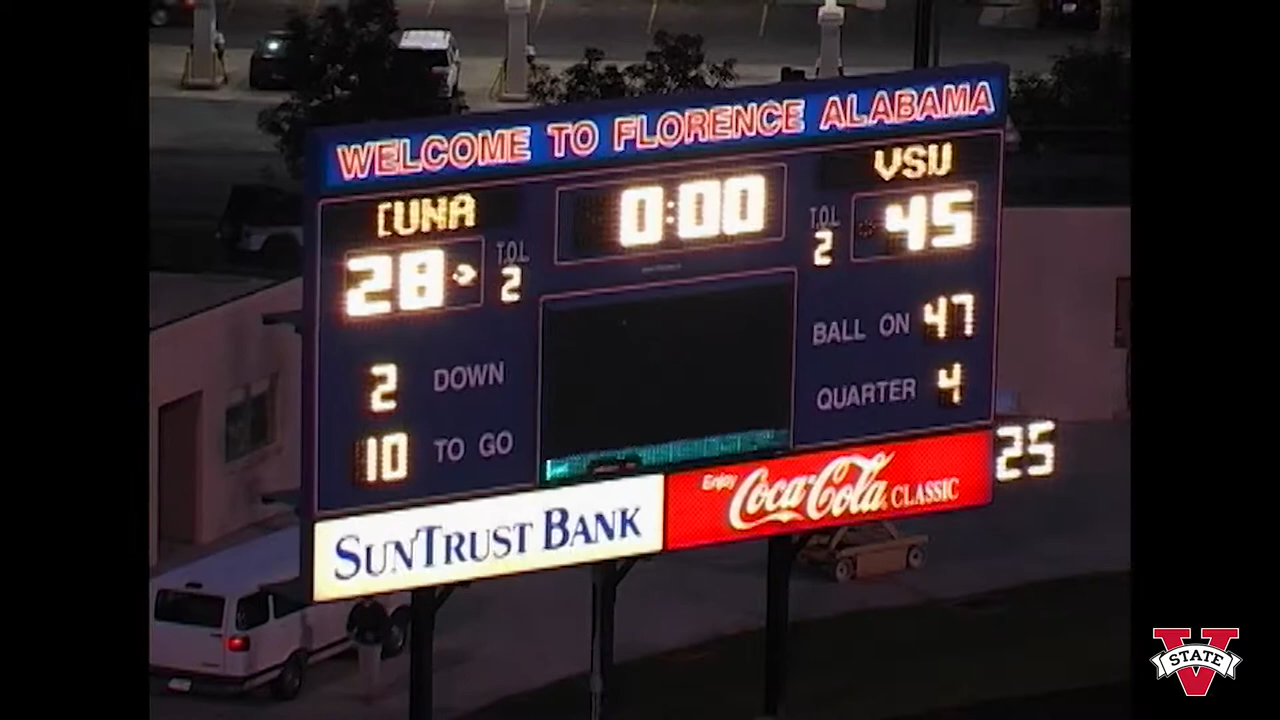 WELCOME TO FLORENCE ALABAMA
CUNA
0:00
VSU
28
T.O.L
2
T.O.L
2
45
2 DOWN
BALL ON 47
10 TO GO
QUARTER 4
25
SUNTRUST BANK
Enjoy
Coca-Cola CLASSIC
V
STATE